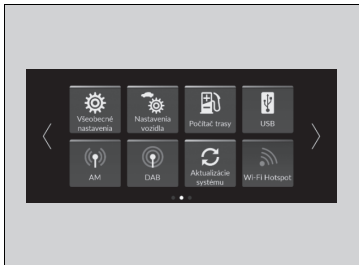 Všeobecné
nastavenia
Nastavenia
vozidla
Počítač trasy
USB
AM
DAB
Aktualizácie
systému
Wi-Fi Hotspot